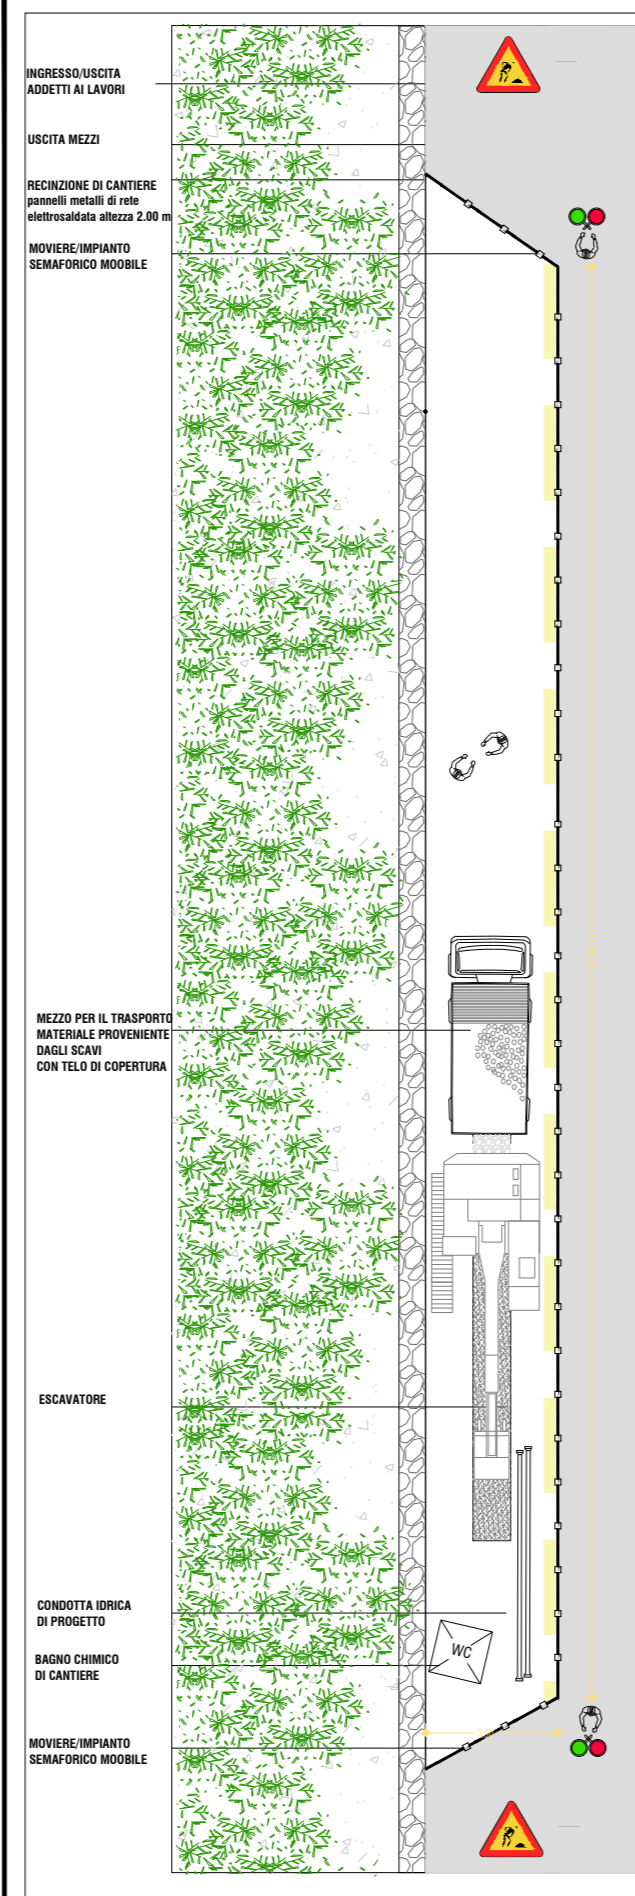 INGRESSO/USCITA
ADDETTI AI LAVORI
USCITA MEZZI
RECINZIONE DI CANTIERE
pannelli metalli di rete
elettrosaldata altezza 2.00 m
MOVIERE/IMPIANTO
SEMAFORICO MOOBILE
MEZZO PER IL TRASPORTO
MATERIALE PROVENIENTE
DAGLI SCAVI
CON TELO DI COPERTURA
ESCAVATORE
CONDOTTA IDRICA
DI PROGETTO
WC
BAGNO CHIMICO
DI CANTIERE
MOVIERE/IMPIANTO
SEMAFORICO MOOBILE